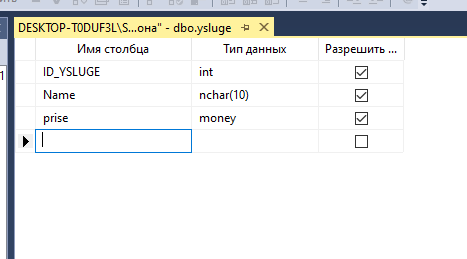 DESKTOP-T0DUF3L\S...она" - dbo.ysluge
Имя столбца Тип данных Разрешить ...
ID_YSLUGE int
Name nchar(10)
prise money